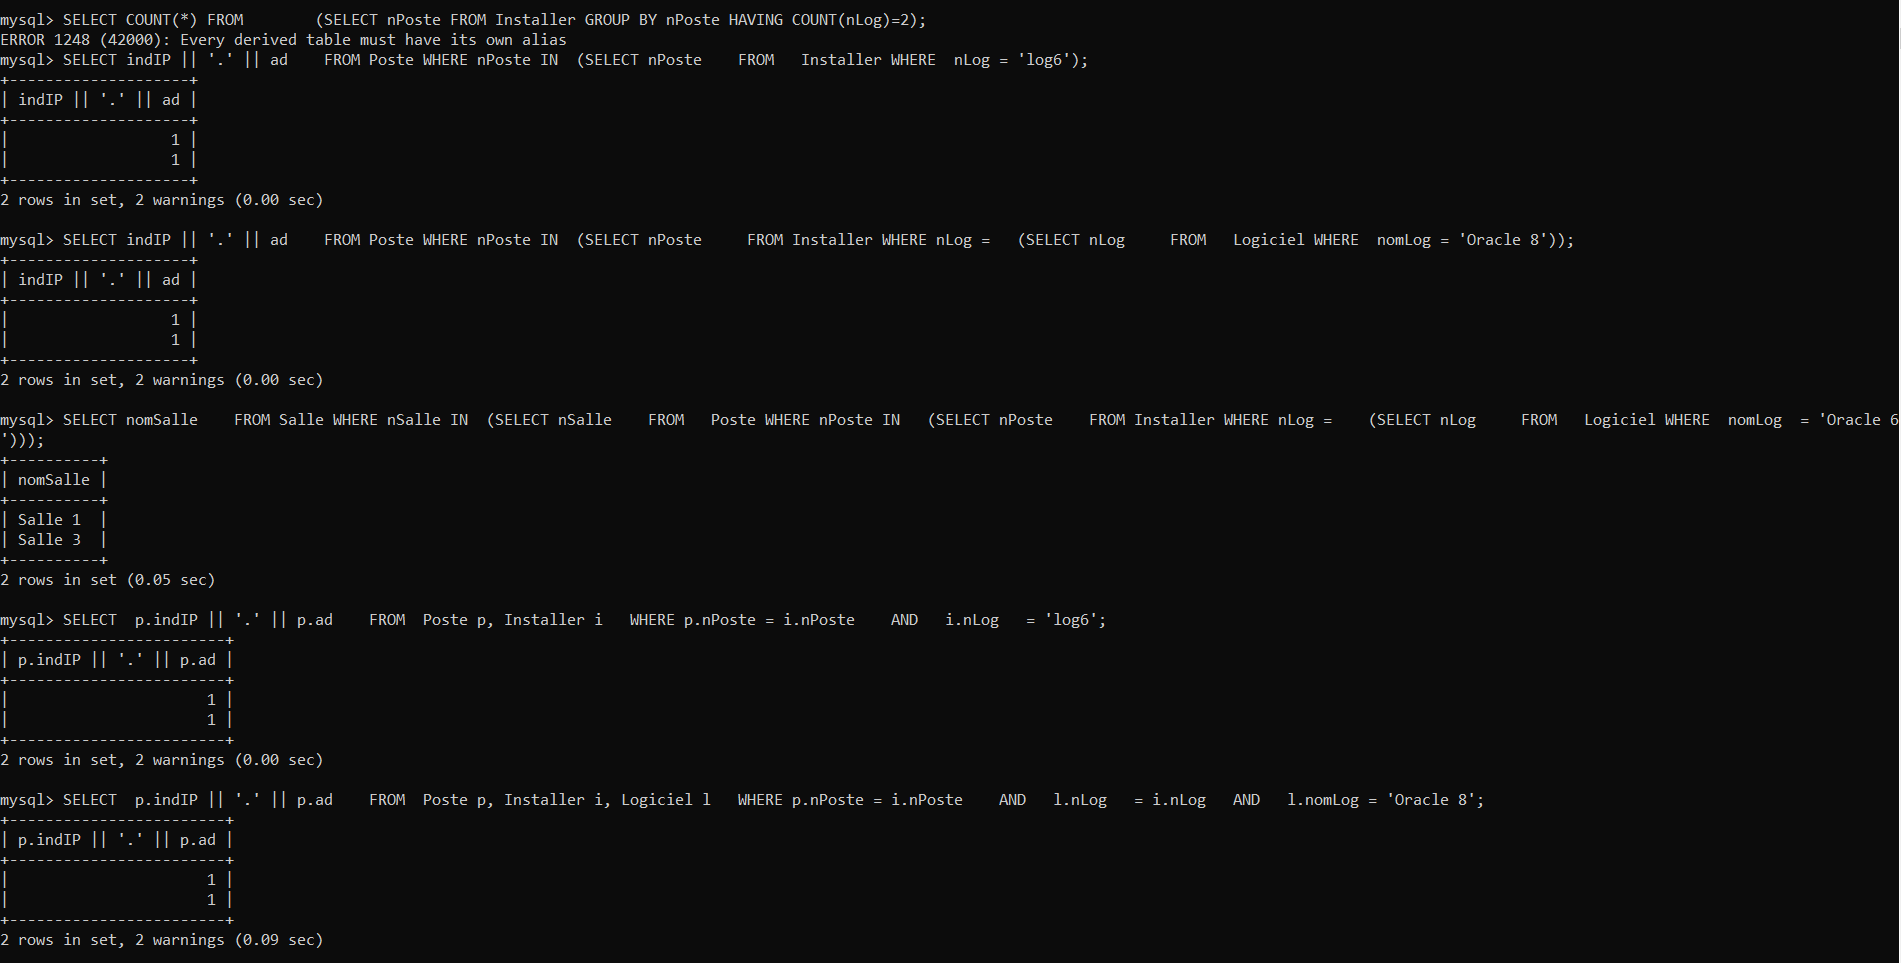 mysql> SELECT COUNT(*) FROM        (SELECT nPoste FROM Installer GROUP BY nPoste HAVING COUNT(nLog)=2);
ERROR 1248 (42000): Every derived table must have its own alias
mysql> SELECT indIP || '.' || ad    FROM Poste WHERE nPoste IN  (SELECT nPoste    FROM   Installer WHERE  nLog = 'log6');
+--------------------+
| indIP || '.' || ad |
+--------------------+
|                  1 |
|                  1 |
+--------------------+
2 rows in set, 2 warnings (0.00 sec)

mysql> SELECT indIP || '.' || ad    FROM Poste WHERE nPoste IN  (SELECT nPoste     FROM Installer WHERE nLog =   (SELECT nLog     FROM   Logiciel WHERE  nomLog = 'Oracle 8'));
+--------------------+
| indIP || '.' || ad |
+--------------------+
|                  1 |
|                  1 |
+--------------------+
2 rows in set, 2 warnings (0.00 sec)

mysql> SELECT nomSalle    FROM Salle WHERE nSalle IN  (SELECT nSalle    FROM   Poste WHERE nPoste IN   (SELECT nPoste    FROM Installer WHERE nLog =    (SELECT nLog     FROM   Logiciel WHERE  nomLog  = 'Oracle 6
')));
+----------+
| nomSalle |
+----------+
| Salle 1  |
| Salle 3  |
+----------+
2 rows in set (0.05 sec)

mysql> SELECT  p.indIP || '.' || p.ad    FROM  Poste p, Installer i   WHERE p.nPoste = i.nPoste    AND   i.nLog   = 'log6';
+------------------------+
| p.indIP || '.' || p.ad |
+------------------------+
|                      1 |
|                      1 |
+------------------------+
2 rows in set, 2 warnings (0.00 sec)

mysql> SELECT  p.indIP || '.' || p.ad    FROM  Poste p, Installer i, Logiciel l   WHERE p.nPoste = i.nPoste    AND   l.nLog   = i.nLog   AND   l.nomLog = 'Oracle 8';
+------------------------+
| p.indIP || '.' || p.ad |
+------------------------+
|                      1 |
|                      1 |
+------------------------+
2 rows in set, 2 warnings (0.09 sec)